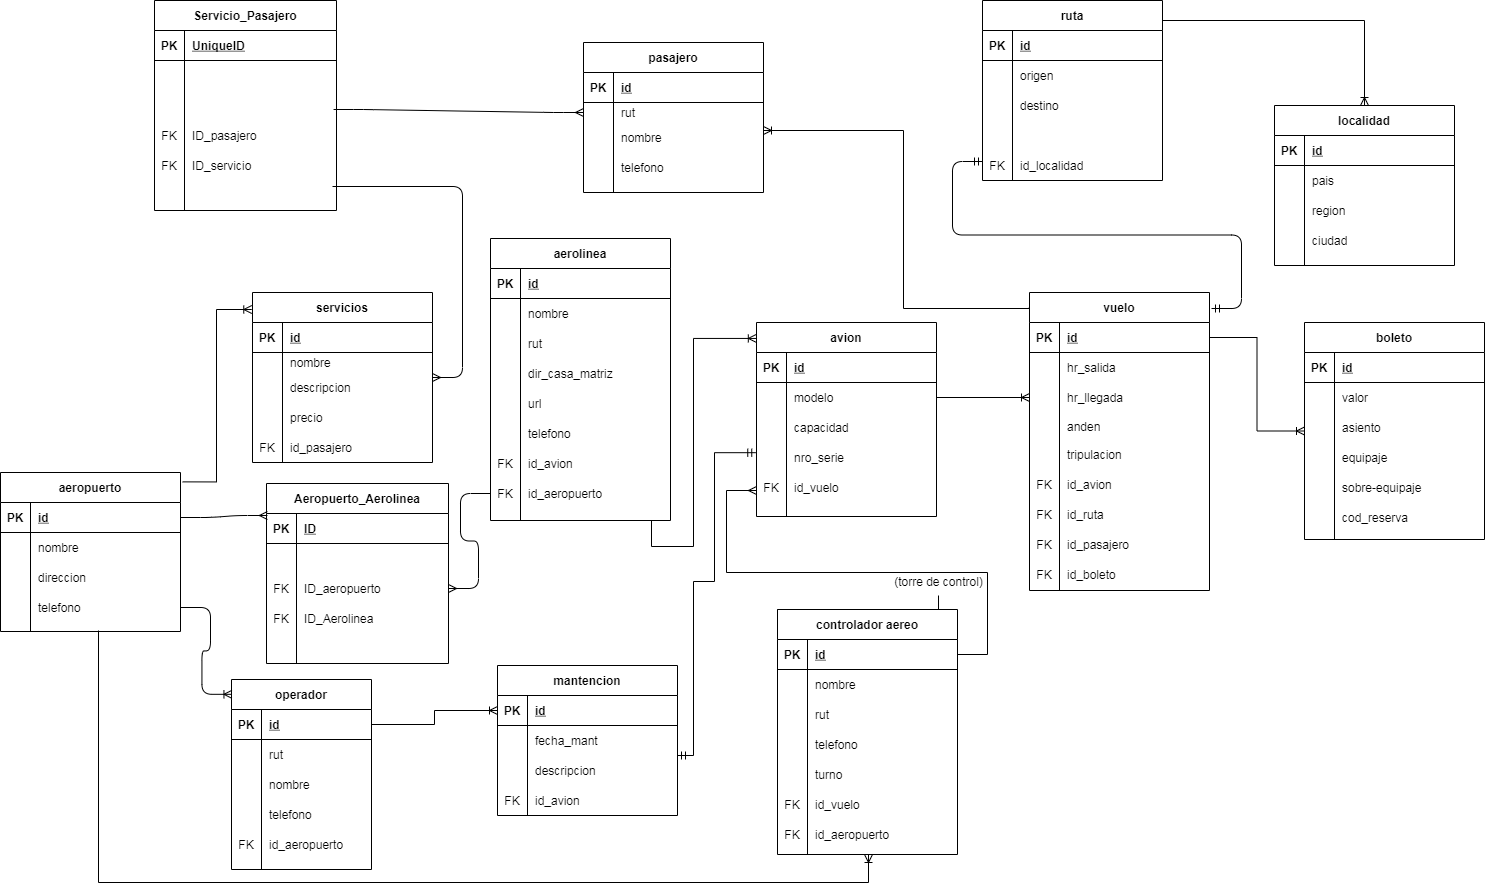 Servicio_Pasajero
PK UniqueID
FK ID_pasajero
FK ID_servicio
pasajero
PK id
rut
nombre
telefono
ruta
PK id
origen
destino
FK id_localidad
localidad
PK id
pais
region
ciudad
servicios
PK id
nombre
descripcion
precio
FK id_pasajero
aerolinea
PK id
nombre
rut
dir_casa_matriz
url
telefono
FK id_avion
FK id_aeropuerto
avion
PK id
modelo
capacidad
nro_serie
FK id_vuelo
vuelo
PK id
hr_salida
hr_llegada
anden
tripulacion
FK id_avion
FK id_ruta
FK id_pasajero
FK id_boleto
boleto
PK id
valor
asiento
equipaje
sobre-equipaje
cod_reserva
aeropuerto
PK id
nombre
direccion
telefono
Aeropuerto_Aerolinea
PK ID
FK ID_aeropuerto
FK ID_Aerolinea
operador
PK id
rut
nombre
telefono
FK id_aeropuerto
mantencion
PK id
fecha_mant
descripcion
FK id_avion
(torre de control)
controlador aereo
PK id
nombre
rut
telefono
turno
FK id_vuelo
FK id_aeropuerto